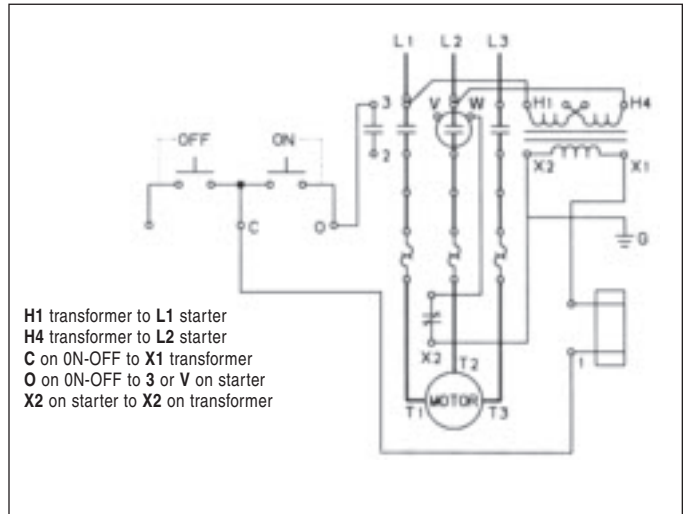 L1 L2 L3
3 V W H1 H4
OFF ON
2 X2 X1
C O G
H1 transformer to L1 starter
H4 transformer to L2 starter
C on 0N-OFF to X1 transformer
O on 0N-OFF to 3 or V on starter
X2 on starter to X2 on transformer
X2 T2 1
T1 MOTOR T3